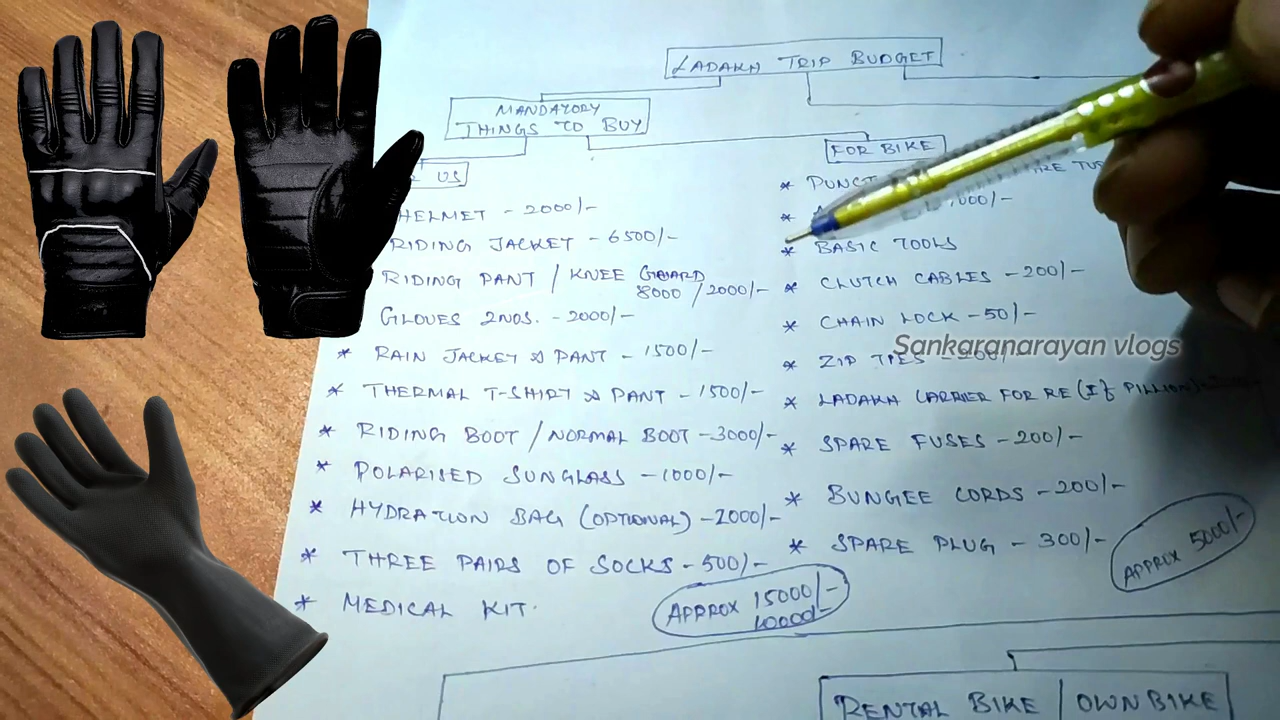 LADAKH TRIP BUDGET
MANDATORY
THINGS TO BUY
US
HELMET - 2000/-
RIDING JACKET - 6500/-
RIDING PANT / KNEE GUARD
8000 / 2000/-
GLOVES 2NOS. - 2000/-
* RAIN JACKET & PANT - 1500/-
* THERMAL T-SHIRT & PANT - 1500/-
* RIDING BOOT / NORMAL BOOT - 3000/-
* POLARISED SUNGLASS - 1000/-
* HYDRATION BAG (OPTIONAL) - 2000/-
* THREE PAIRS OF SOCKS - 500/-
* MEDICAL KIT.
APPROX 15000/-
10000/-
FOR BIKE
* PUNCT
*
* BASIC TOOLS
* CLUTCH CABLES - 200/-
* CHAIN LOCK - 50/-
Sankaranarayan vlogs
* ZIP TIES
* LADAKH CARRIER FOR RE (If PILLION)
* SPARE FUSES - 200/-
* BUNGEE CORDS - 200/-
* SPARE PLUG - 300/-
APPROX 5000/-
RENTAL BIKE / OWN BIKE